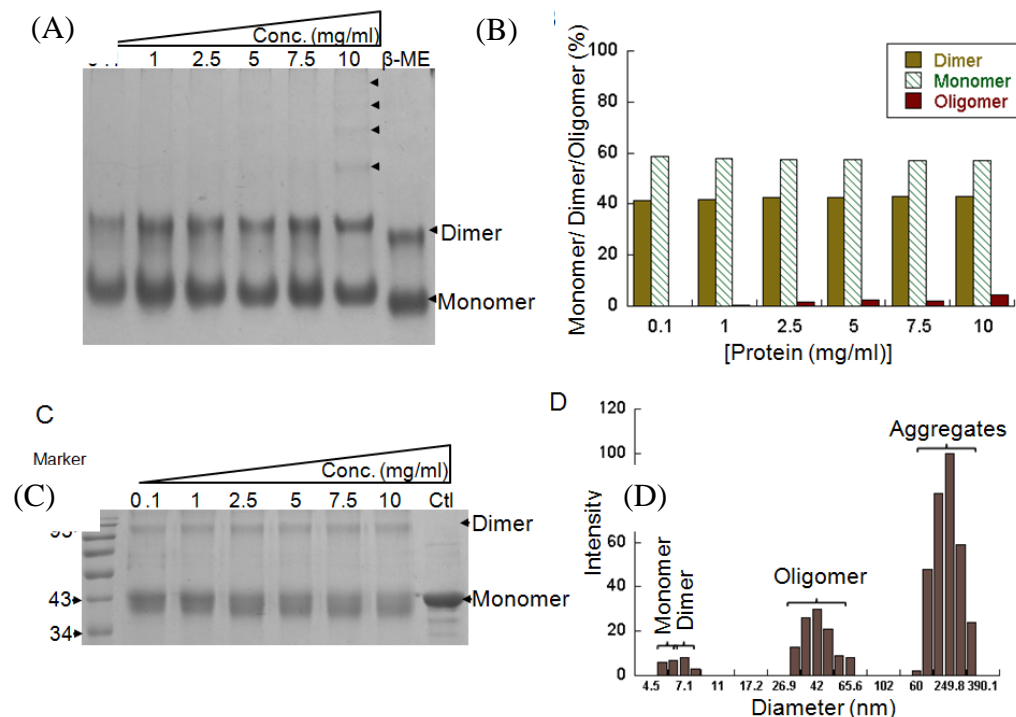 (A)
Conc. (mg/ml)
1 2.5 5 7.5 10 β-ME
Dimer
Monomer
(B)
Monomer/ Dimer/Oligomer (%)
100
80
60
40
20
0
Dimer
Monomer
Oligomer
0.1 1 2.5 5 7.5 10
[Protein (mg/ml)]
C
Marker
(C)
Conc. (mg/ml)
0.1 1 2.5 5 7.5 10 Ctl
Dimer
43
Monomer
34
D
(D)
Intensity
120
100
60
40
20
0
Monomer
Dimer
Oligomer
Aggregates
4.5 7.1 11 17.2 26.9 42 65.6 102 60 249.8 390.1
Diameter (nm)